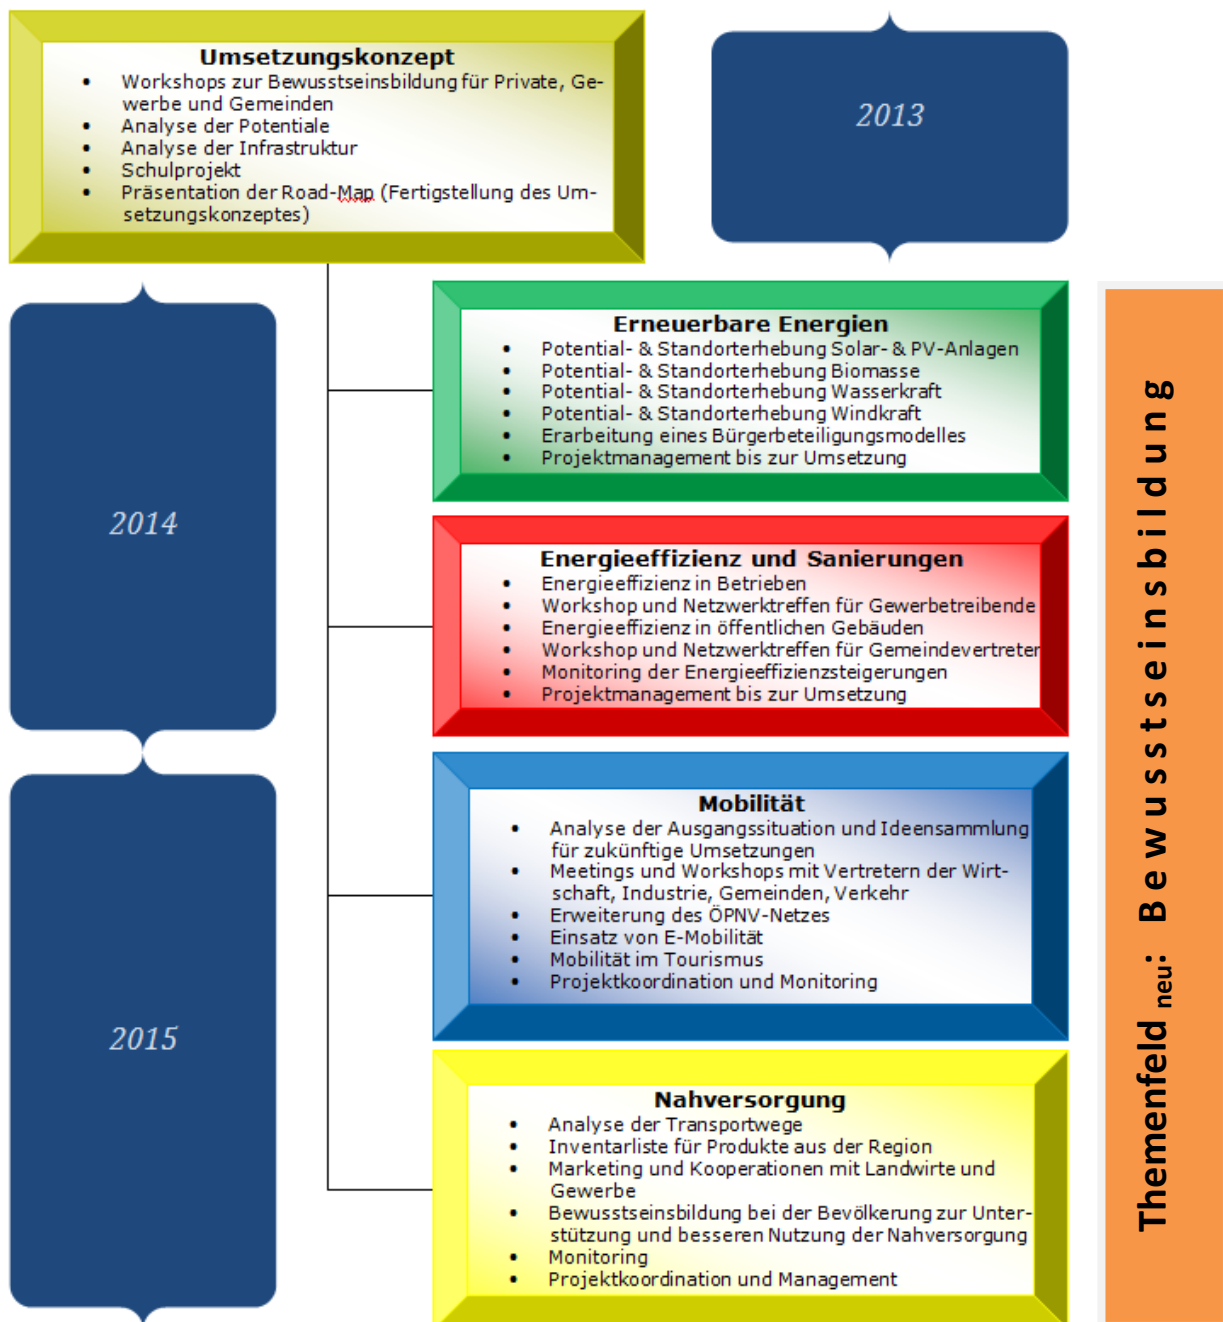 Umsetzungskonzept
• Workshops zur Bewusstseinsbildung für Private, Ge-
werbe und Gemeinden
• Analyse der Potentiale
• Analyse der Infrastruktur
• Schulprojekt
• Präsentation der Road-Map (Fertigstellung des Um-
setzungskonzeptes)
2013
2014
Erneuerbare Energien
• Potential- & Standorterhebung Solar- & PV-Anlagen
• Potential- & Standorterhebung Biomasse
• Potential- & Standorterhebung Wasserkraft
• Potential- & Standorterhebung Windkraft
• Erarbeitung eines Bürgerbeteiligungsmodelles
• Projektmanagement bis zur Umsetzung
Energieeffizienz und Sanierungen
• Energieeffizienz in Betrieben
• Workshop und Netzwerktreffen für Gewerbetreibende
• Energieeffizienz in öffentlichen Gebäuden
• Workshop und Netzwerktreffen für Gemeindevertreter
• Monitoring der Energieeffizienzsteigerungen
• Projektmanagement bis zur Umsetzung
2015
Mobilität
• Analyse der Ausgangssituation und Ideensammlung
für zukünftige Umsetzungen
• Meetings und Workshops mit Vertretern der Wirt-
schaft, Industrie, Gemeinden, Verkehr
• Erweiterung des ÖPNV-Netzes
• Einsatz von E-Mobilität
• Mobilität im Tourismus
• Projektkoordination und Monitoring
Nahversorgung
• Analyse der Transportwege
• Inventarliste für Produkte aus der Region
• Marketing und Kooperationen mit Landwirte und
Gewerbe
• Bewusstseinsbildung bei der Bevölkerung zur Unter-
stützung und besseren Nutzung der Nahversorgung
• Monitoring
• Projektkoordination und Management
Themenfeld neu: Bewusstseinsbildung